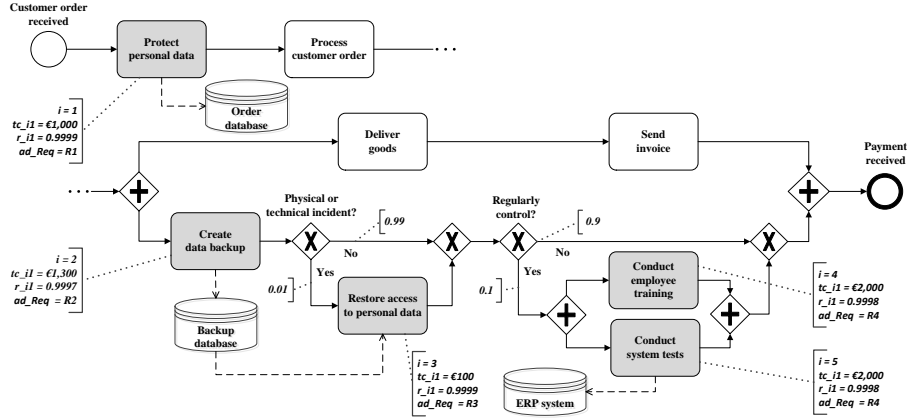 Customer order
received
Protect
personal data
Process
customer order
...
Order
database
i = 1
tc_i1 = €1,000
r_i1 = 0.9999
ad_Req = R1
Deliver
goods
Send
invoice
Payment
received
...
Physical or
technical incident?
0.99
Regularly
control?
0.9
Create
data backup
No
No
Yes
Yes
0.01
0.1
i = 2
tc_i1 = €1,300
r_i1 = 0.9997
ad_Req = R2
Restore access
to personal data
Conduct
employee
training
i = 4
tc_i1 = €2,000
r_i1 = 0.9998
ad_Req = R4
Backup
database
Conduct
system tests
i = 3
tc_i1 = €100
r_i1 = 0.9999
ad_Req = R3
ERP system
i = 5
tc_i1 = €2,000
r_i1 = 0.9998
ad_Req = R4